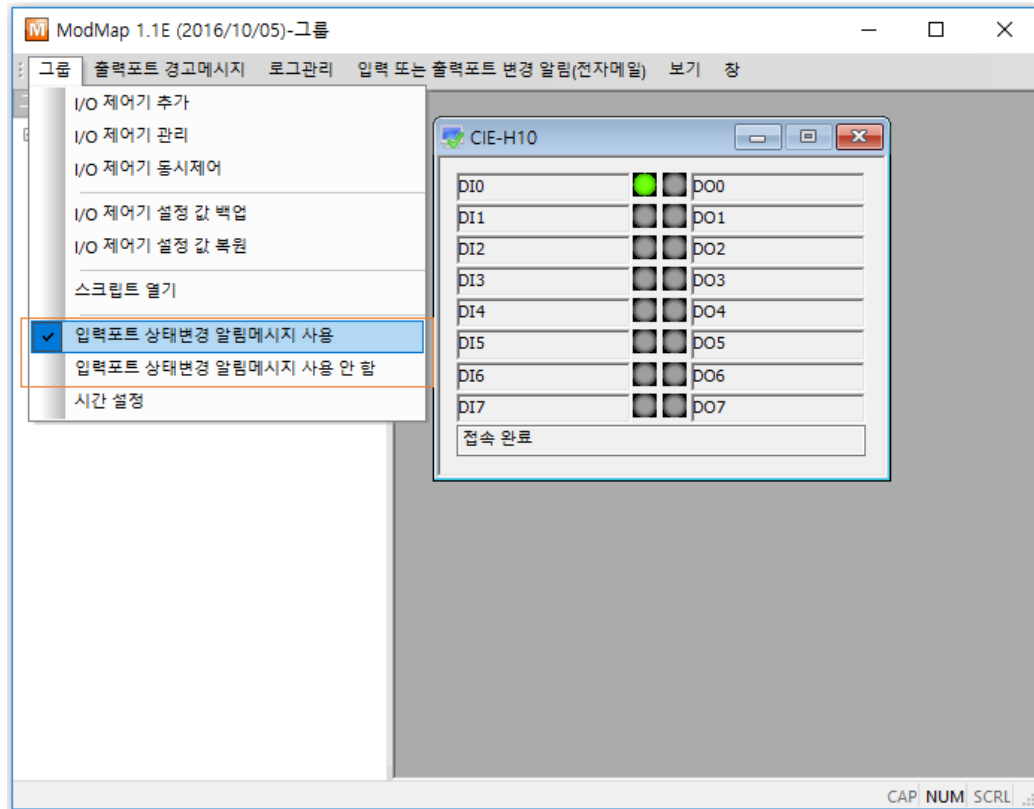 ModMap 1.1E (2016/10/05)-그룹
그룹 출력포트 경고메시지 로그관리 입력 또는 출력포트 변경 알림(전자메일) 보기 창
I/O 제어기 추가
I/O 제어기 관리
I/O 제어기 동시제어
I/O 제어기 설정 값 백업
I/O 제어기 설정 값 복원
스크립트 열기
입력포트 상태변경 알림메시지 사용
입력포트 상태변경 알림메시지 사용 안 함
시간 설정
CIE-H10
DI0 DO0
DI1 DO1
DI2 DO2
DI3 DO3
DI4 DO4
DI5 DO5
DI6 DO6
DI7 DO7
접속 완료
CAP NUM SCRL